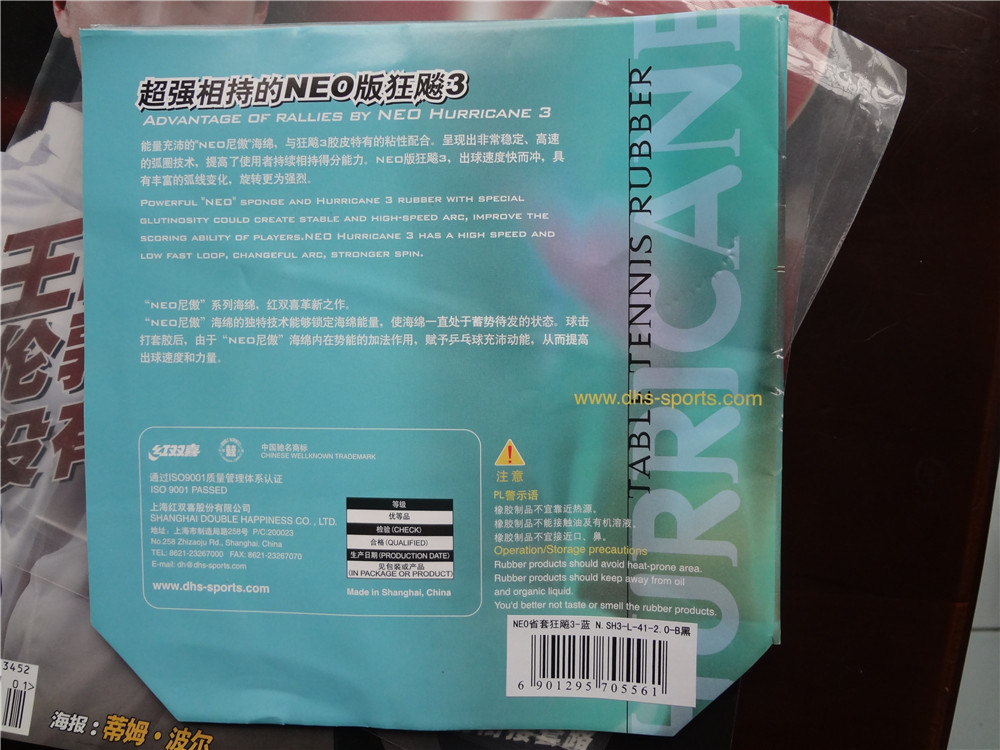 超强相持的NEO版狂飚3
ADVANTAGE OF RALLIES BY NEO HURRICANE 3
能量充沛的"NEO尼傲"海绵，与狂飚3胶皮特有的粘性配合。呈现出非常稳定、高速
的弧圈技术，提高了使用者持续相持得分能力。NEO版狂飚3，出球速度快而冲，具
有丰富的弧线变化，旋转更为强烈。
POWERFUL "NEO" SPONGE AND HURRICANE 3 RUBBER WITH SPECIAL
GLUTINOSITY COULD CREATE STABLE AND HIGH-SPEED ARC, IMPROVE THE
SCORING ABILITY OF PLAYERS.NEO HURRICANE 3 HAS A HIGH SPEED AND
LOW FAST LOOP, CHANGEFUL ARC, STRONGER SPIN.
“NEO尼傲”系列海绵，红双喜革新之作。
“NEO尼傲”海绵的独特技术能够锁定海绵能量，使海绵一直处于蓄势待发的状态。球击
打套胶后，由于“NEO尼傲”海绵内在势能的加法作用，赋予乒乓球充沛动能，从而提高
出球速度和力量。
TABLE TENNIS RUBBER
HURRICANE
www.dhs-sports.com
红双喜
中国驰名商标
CHINESE WELLKNOWN TRADEMARK
通过ISO9001质量管理体系认证
ISO 9001 PASSED
上海红双喜股份有限公司
SHANGHAI DOUBLE HAPPINESS CO., LTD.
地址：上海市制造局路258号 P/C:200023
No.258 Zhizaoju Rd., Shanghai, China
TEL: 8621-23267000 FAX: 8621-23267070
E-mail: dh@dhs-sports.com
www.dhs-sports.com
等级
优等品
检验(CHECK)
合格(QUALIFIED)
生产日期(PRODUCTION DATE)
见包装或产品
(IN PACKAGE OR PRODUCT)
Made in Shanghai, China
注意
PL警示语
橡胶制品不宜靠近热源。
橡胶制品不能接触油及有机溶液。
橡胶制品不宜接近口、鼻。
Operation/Storage precautions
Rubber products should avoid heat-prone area.
Rubber products should keep away from oil
and organic liquid.
You'd better not taste or smell the rubber products.
NEO省套狂飚3-蓝 N.SH3-L-41-2.0-B黑
6 901295 705561
王
伦敦
没有
3452
01>
海报：蒂姆·波尔